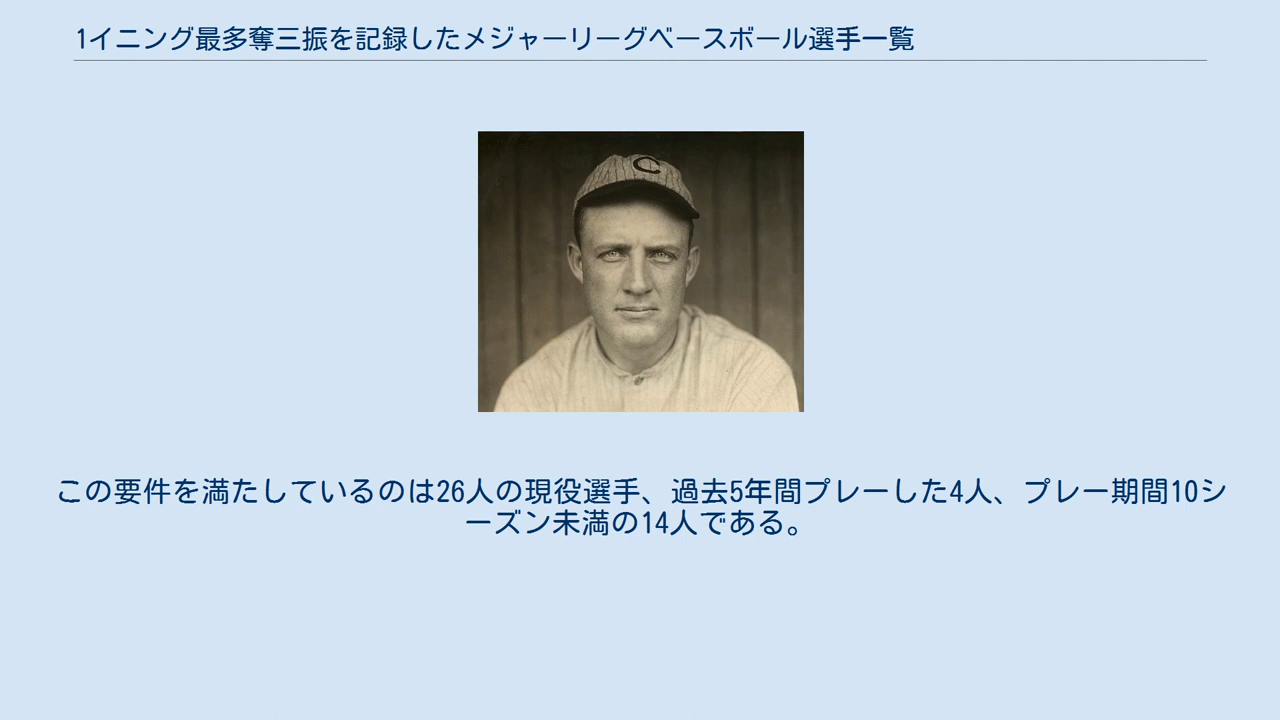 1イニング最多奪三振を記録したメジャーリーグベースボール選手一覧
C
この要件を満たしているのは26人の現役選手、過去5年間プレーした4人、プレー期間10シ
ーズン未満の14人である。